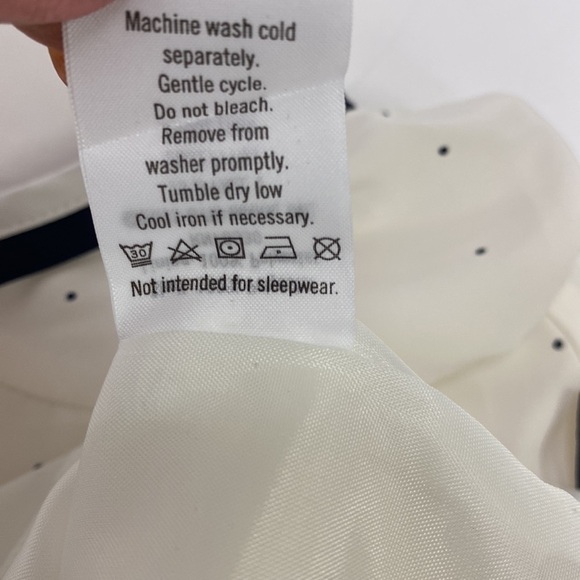 Machine wash cold
separately.
Gentle cycle.
Do not bleach.
Remove from
washer promptly.
Tumble dry low
Cool iron if necessary.
30
Not intended for sleepwear.